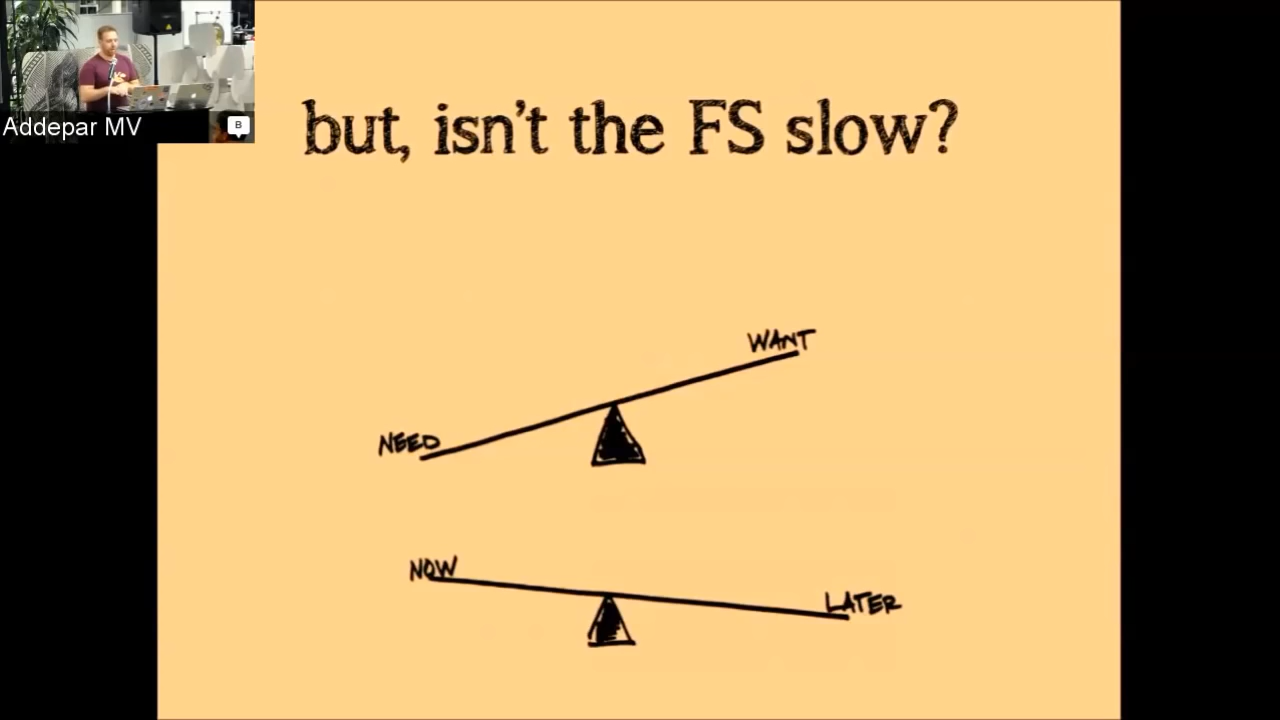 Addepar MV
B
but, isn't the FS slow?
WANT
NEED
NOW
LATER